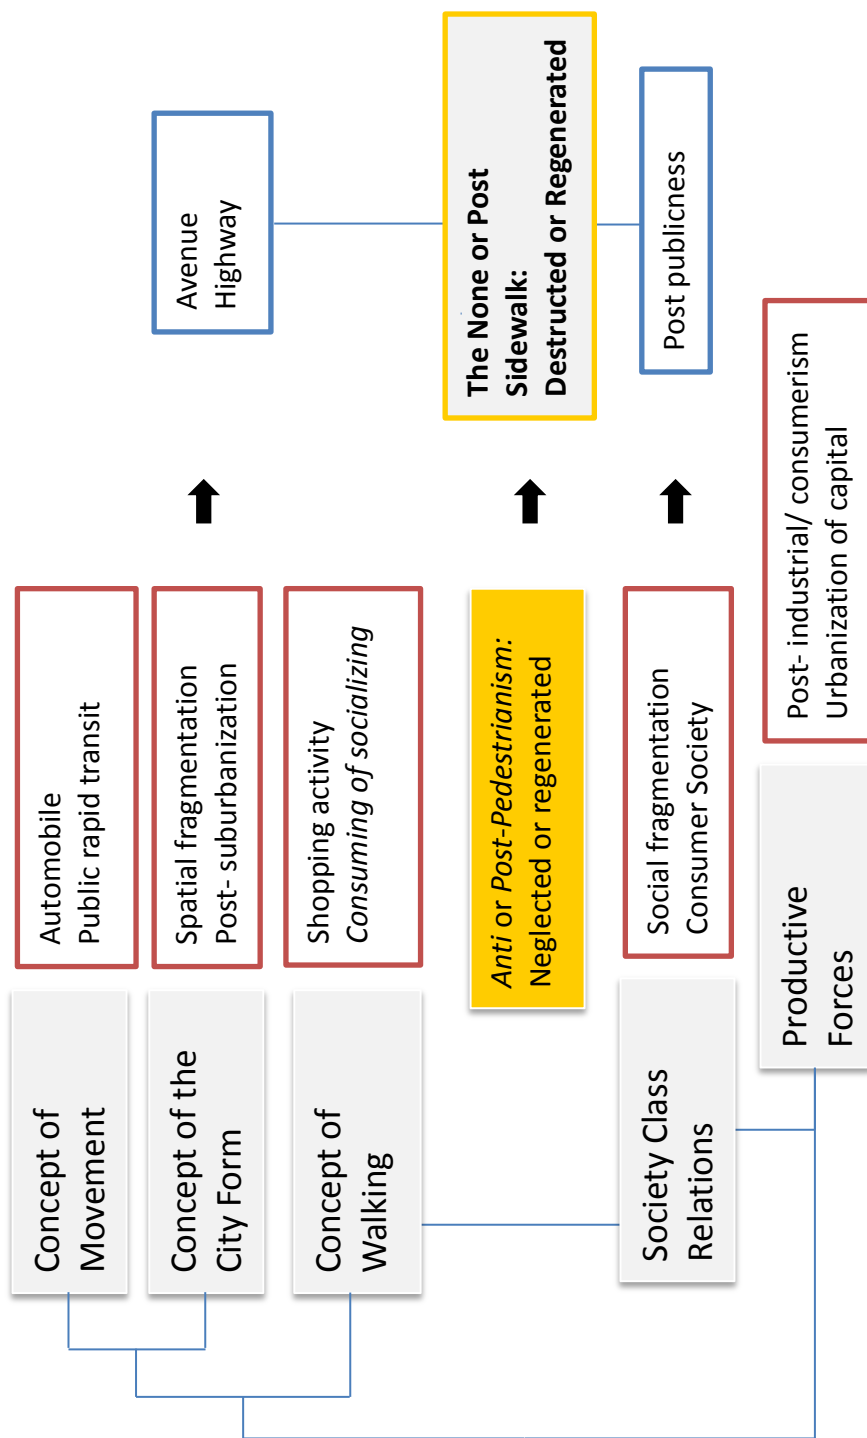 Concept of
Movement
Automobile
Public rapid transit
Concept of the
City Form
Spatial fragmentation
Post- suburbanization
Avenue
Highway
Concept of
Walking
Shopping activity
Consuming of socializing
Anti or Post-Pedestrianism:
Neglected or regenerated
The None or Post
Sidewalk:
Destructed or Regenerated
Society Class
Relations
Social fragmentation
Consumer Society
Post publicness
Productive
Forces
Post- industrial/ consumerism
Urbanization of capital